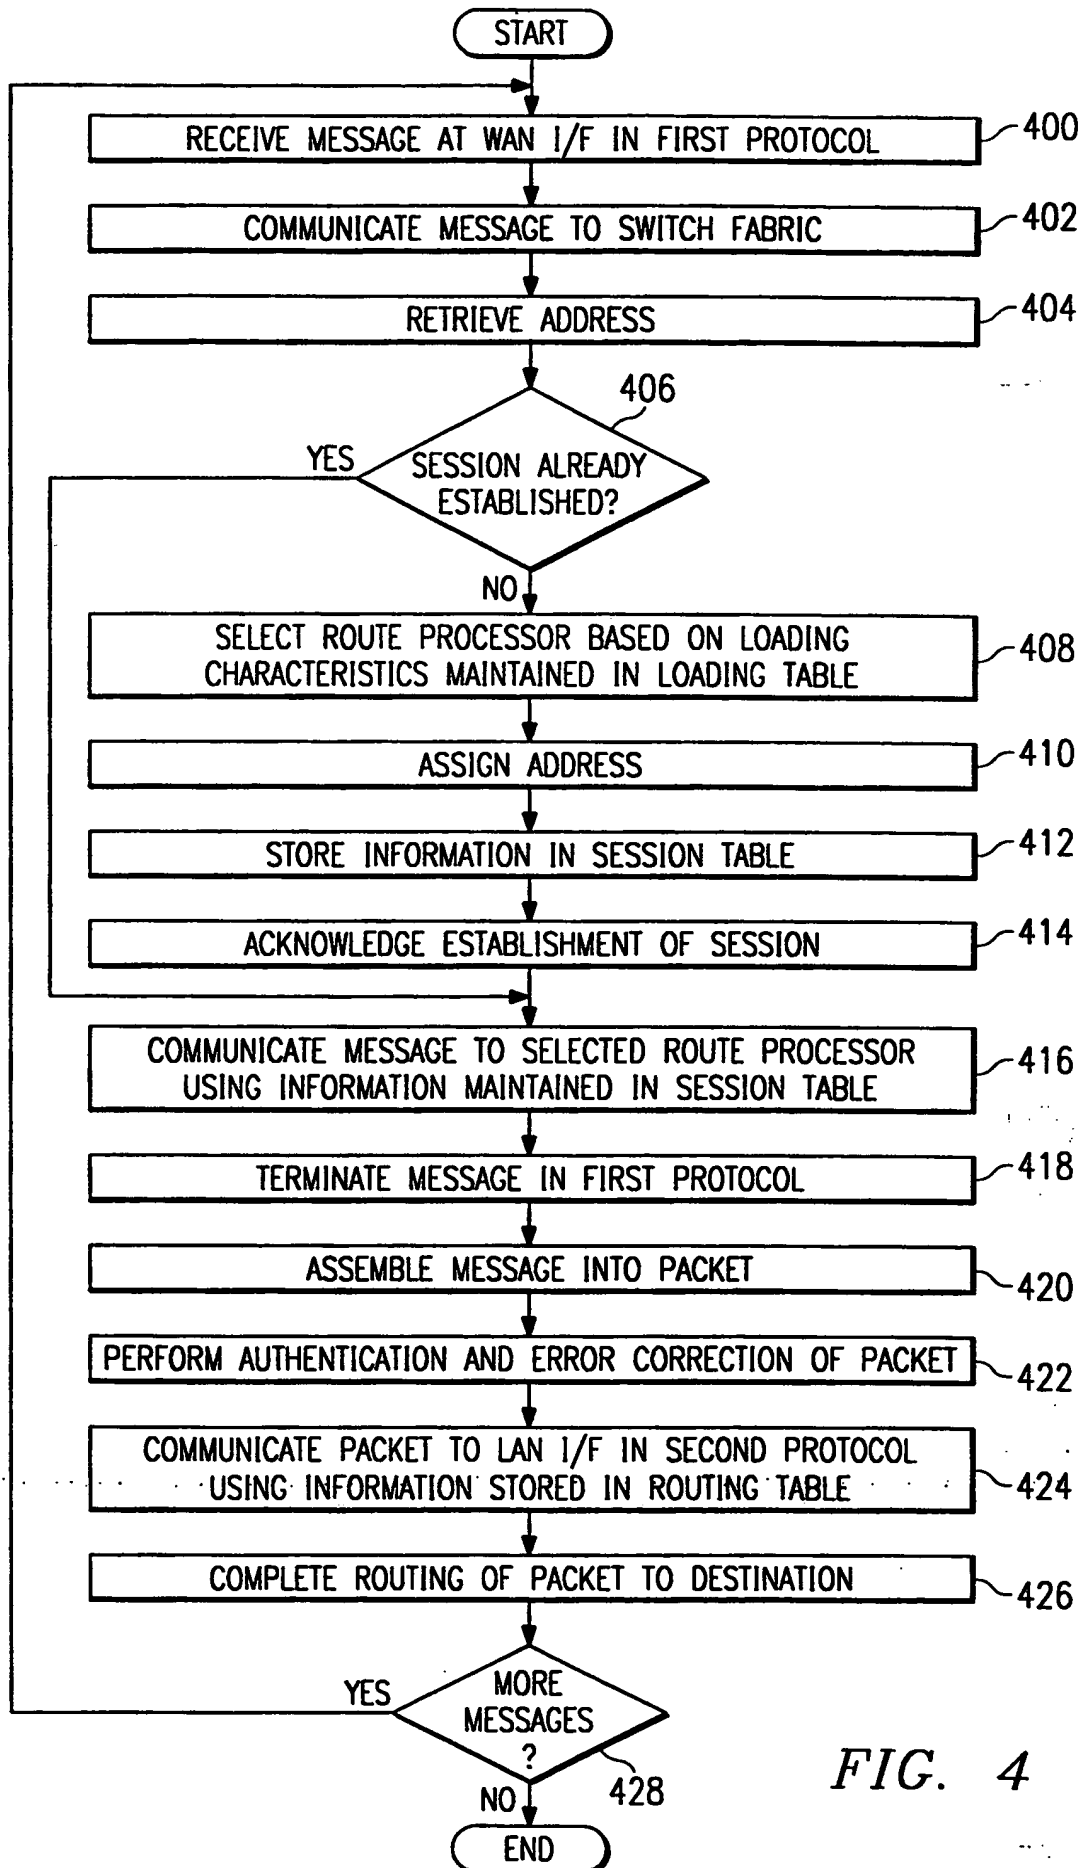 START
RECEIVE MESSAGE AT WAN I/F IN FIRST PROTOCOL
400
COMMUNICATE MESSAGE TO SWITCH FABRIC
402
RETRIEVE ADDRESS
404
406
YES
SESSION ALREADY
ESTABLISHED?
NO
SELECT ROUTE PROCESSOR BASED ON LOADING
CHARACTERISTICS MAINTAINED IN LOADING TABLE
408
ASSIGN ADDRESS
410
STORE INFORMATION IN SESSION TABLE
412
ACKNOWLEDGE ESTABLISHMENT OF SESSION
414
COMMUNICATE MESSAGE TO SELECTED ROUTE PROCESSOR
USING INFORMATION MAINTAINED IN SESSION TABLE
416
TERMINATE MESSAGE IN FIRST PROTOCOL
418
ASSEMBLE MESSAGE INTO PACKET
420
PERFORM AUTHENTICATION AND ERROR CORRECTION OF PACKET
422
COMMUNICATE PACKET TO LAN I/F IN SECOND PROTOCOL
USING INFORMATION STORED IN ROUTING TABLE
424
COMPLETE ROUTING OF PACKET TO DESTINATION
426
YES
MORE
MESSAGES
?
428
NO
END
FIG. 4